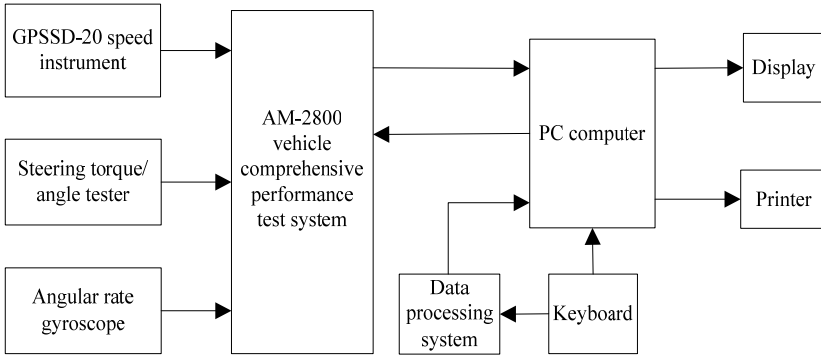 GPSSD-20 speed
instrument
Steering torque/
angle tester
Angular rate
gyroscope
AM-2800
vehicle
comprehensive
performance
test system
PC computer
Data
processing
system
Keyboard
Display
Printer